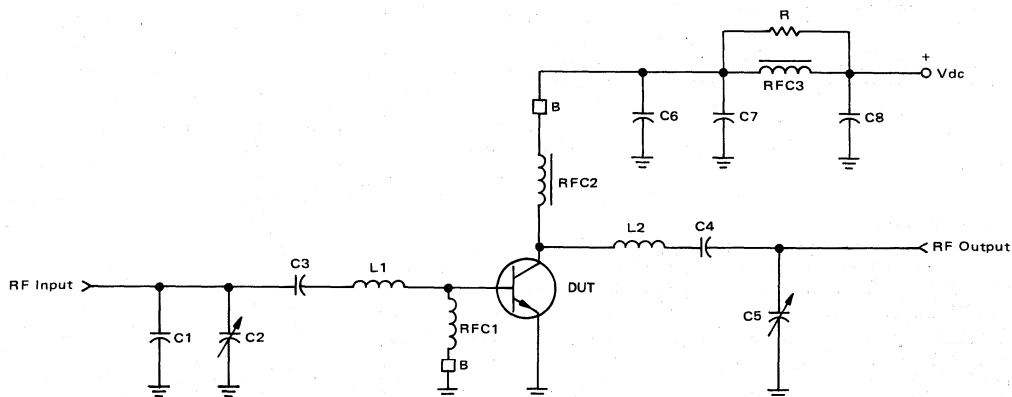 R
+
Vdc
RFC3
B
C6
C7
C8
RFC2
L2
C4
RF Output
C3
L1
RF Input
DUT
C1
C2
RFC1
C5
B